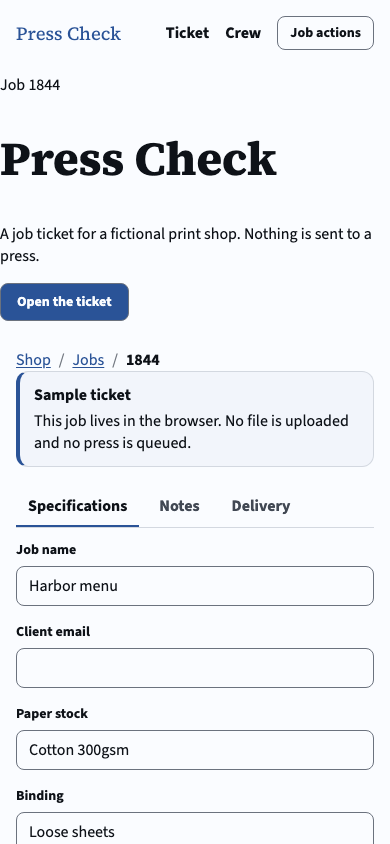 Press Check
Ticket
Crew
Job actions
Job 1844
Press Check
A job ticket for a fictional print shop. Nothing is sent to a
press.
Open the ticket
Shop / Jobs / 1844
Sample ticket
This job lives in the browser. No file is uploaded
and no press is queued.
Specifications
Notes
Delivery
Job name
Harbor menu
Client email
Paper stock
Cotton 300gsm
Binding
Loose sheets